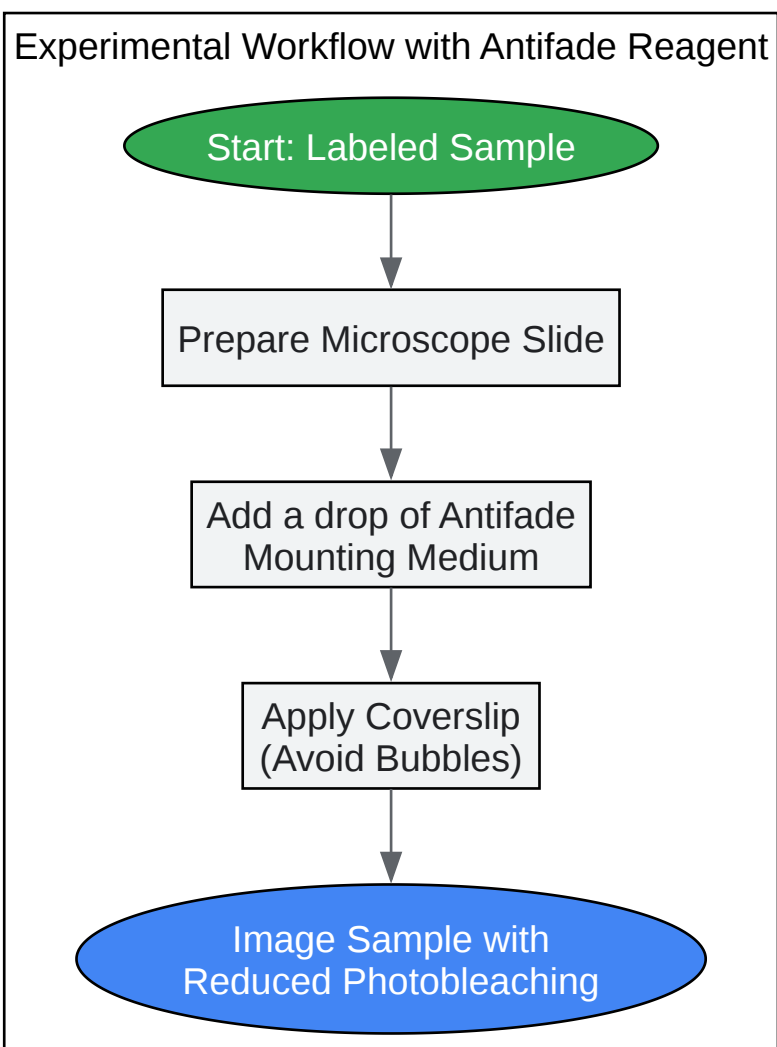 Experimental Workflow with Antifade Reagent
Start: Labeled Sample
Prepare Microscope Slide
Add a drop of Antifade
Mounting Medium
Apply Coverslip
(Avoid Bubbles)
Image Sample with
Reduced Photobleaching